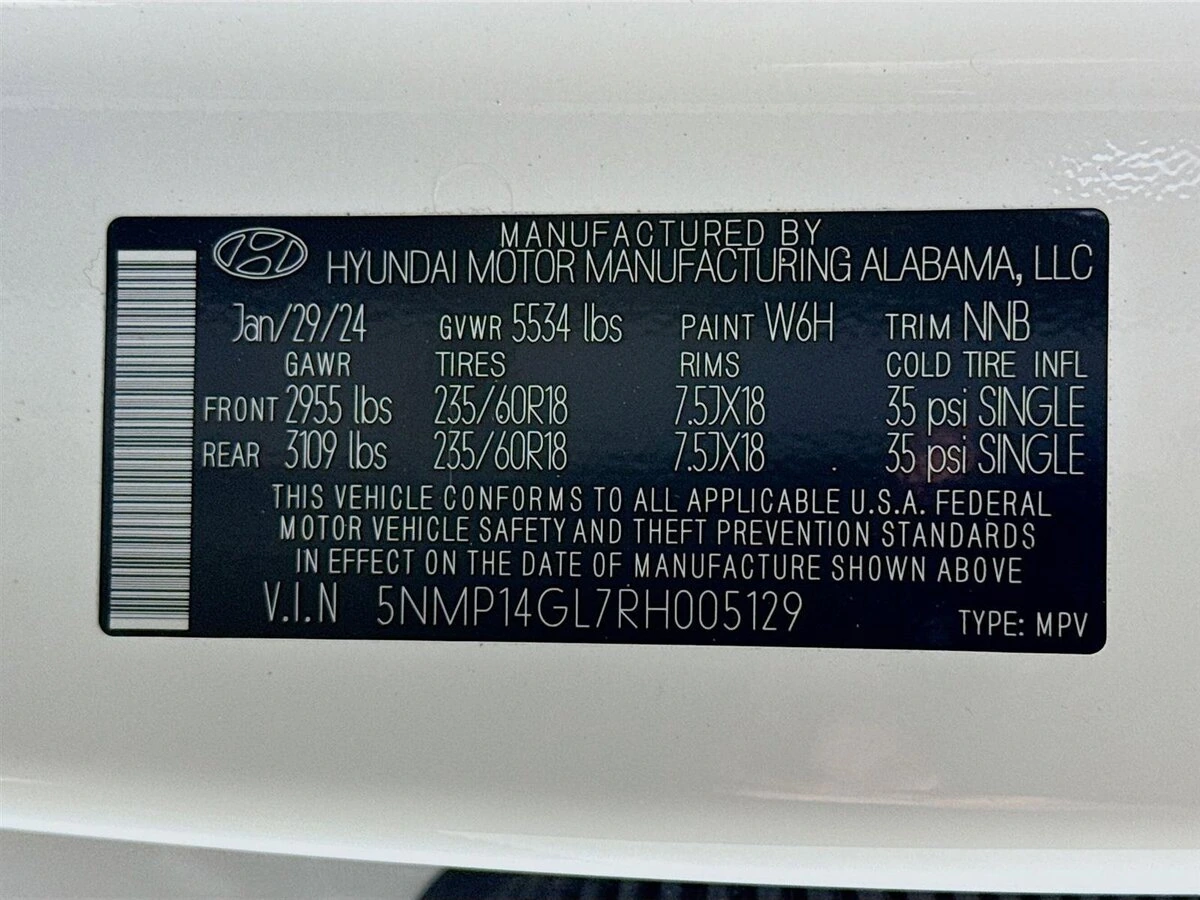 MANUFACTURED BY
HYUNDAI MOTOR MANUFACTURING ALABAMA, LLC
Jan/29/24 GVWR 5534 lbs PAINT W6H TRIM NNB
GAWR TIRES RIMS COLD TIRE INFL
FRONT 2955 lbs 235/60R18 7.5JX18 35 psi SINGLE
REAR 3109 lbs 235/60R18 7.5JX18 35 psi SINGLE
THIS VEHICLE CONFORMS TO ALL APPLICABLE U.S.A. FEDERAL
MOTOR VEHICLE SAFETY AND THEFT PREVENTION STANDARDS
IN EFFECT ON THE DATE OF MANUFACTURE SHOWN ABOVE
V.I.N 5NMP14GL7RH005129 TYPE: MPV